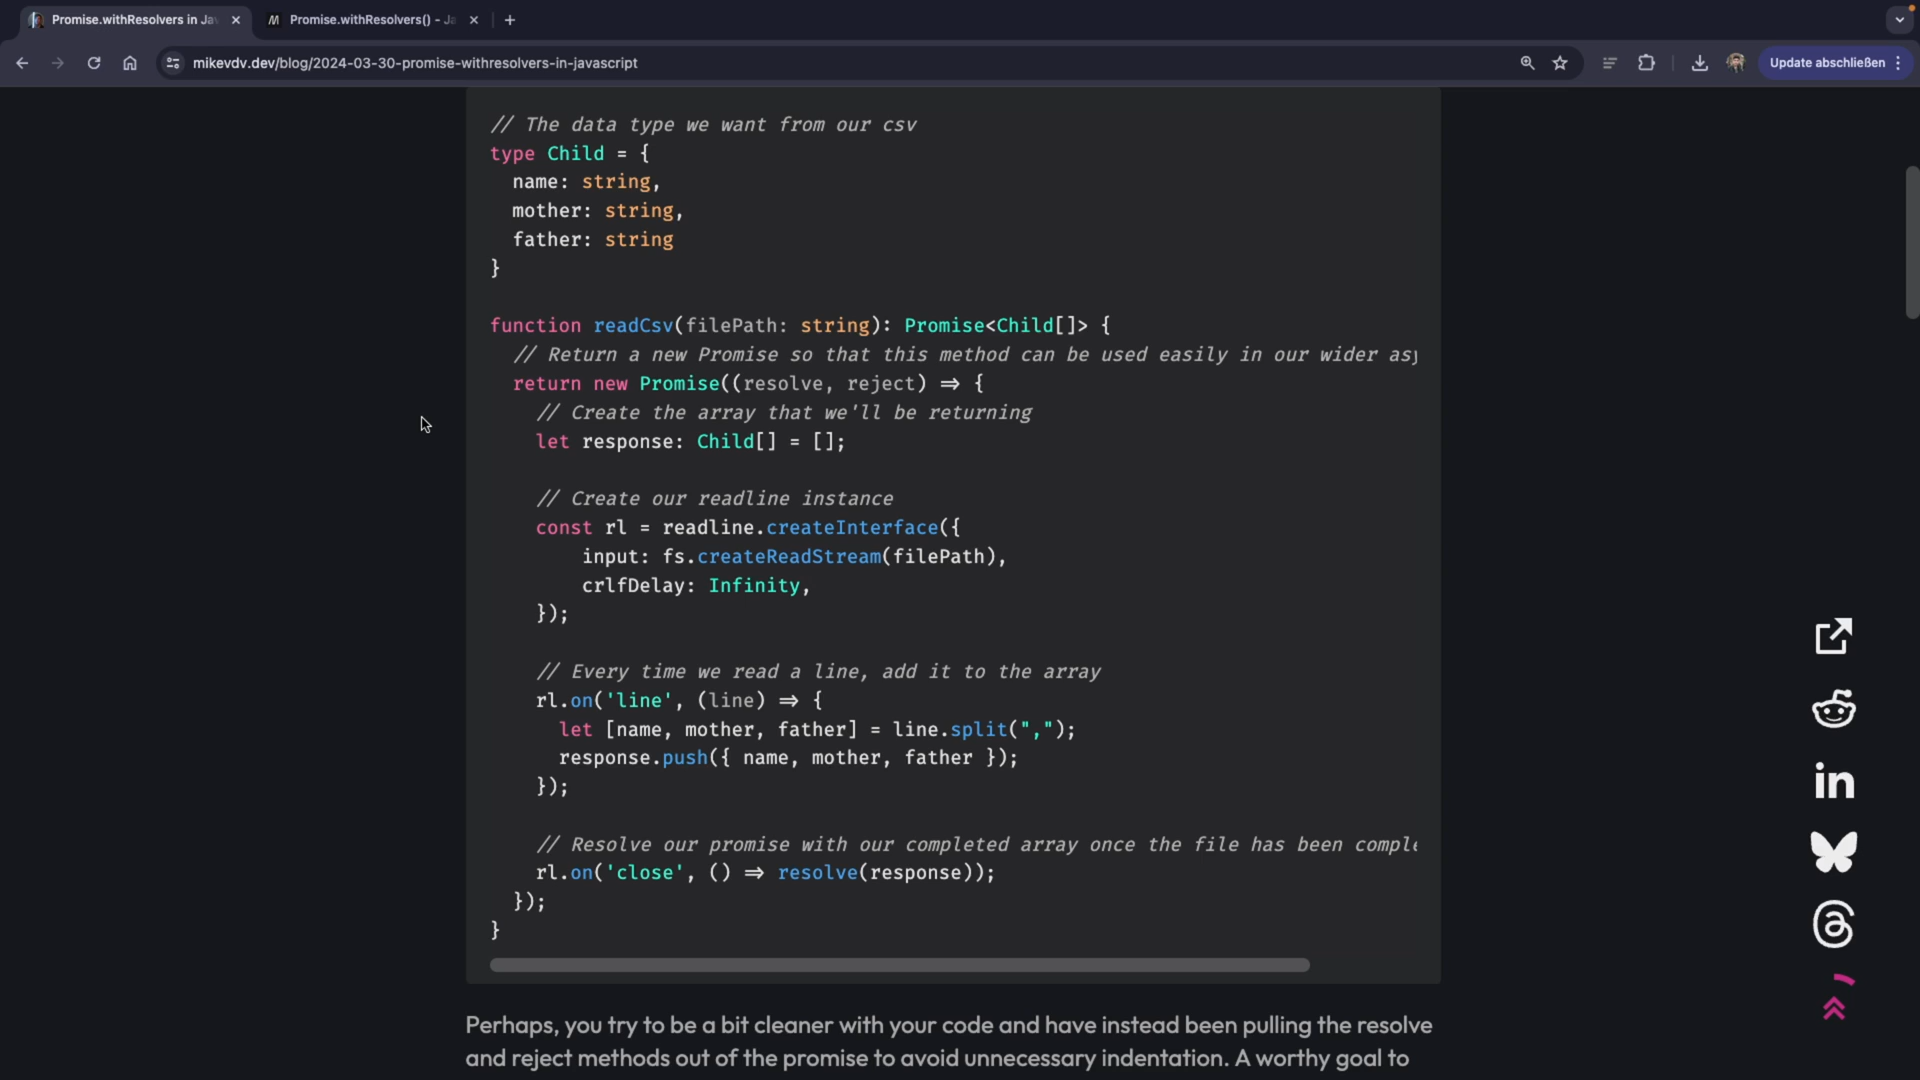 Promise.withResolvers in Ja
Promise.withResolvers() - Ja
mikevdv.dev/blog/2024-03-30-promise-withresolvers-in-javascript
Update abschließen
// The data type we want from our csv
type Child = {
  name: string,
  mother: string,
  father: string
}
function readCsv(filePath: string): Promise<Child[]> {
  // Return a new Promise so that this method can be used easily in our wider asy
  return new Promise((resolve, reject) => {
    // Create the array that we'll be returning
    let response: Child[] = [];
    // Create our readline instance
    const rl = readline.createInterface({
        input: fs.createReadStream(filePath),
        crlfDelay: Infinity,
    });
    // Every time we read a line, add it to the array
    rl.on('line', (line) => {
      let [name, mother, father] = line.split(",");
      response.push({ name, mother, father });
    });
    // Resolve our promise with our completed array once the file has been comple
    rl.on('close', () => resolve(response));
  });
}
Perhaps, you try to be a bit cleaner with your code and have instead been pulling the resolve
and reject methods out of the promise to avoid unnecessary indentation. A worthy goal to
in